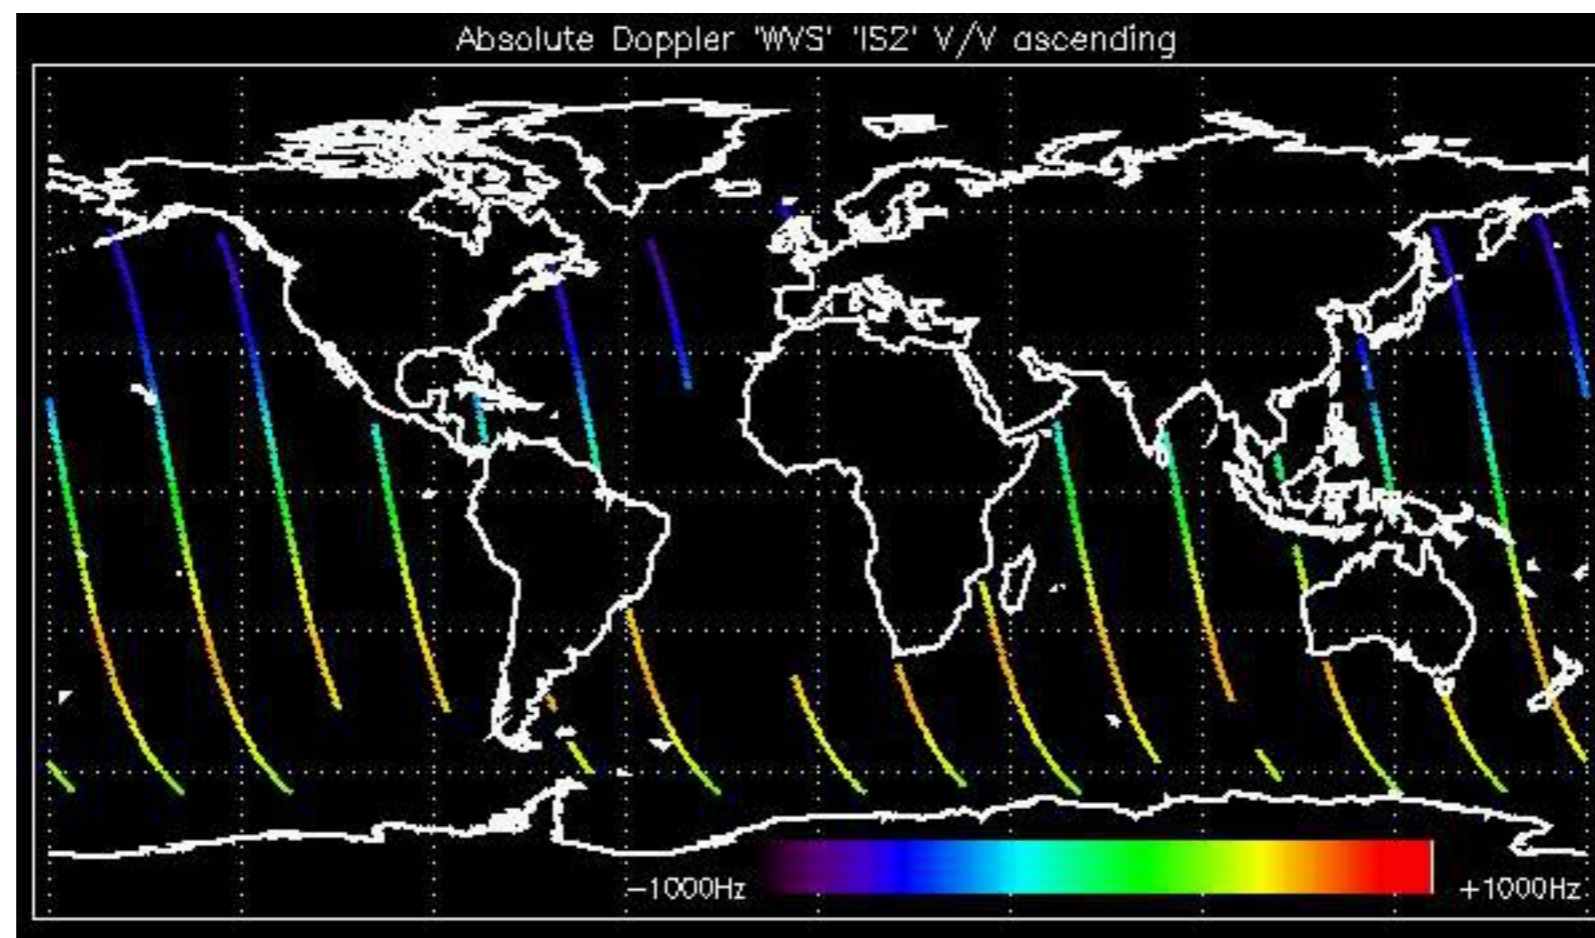 Absolute Doppler 'WVS' 'IS2' V/V ascending
−1000Hz +1000Hz